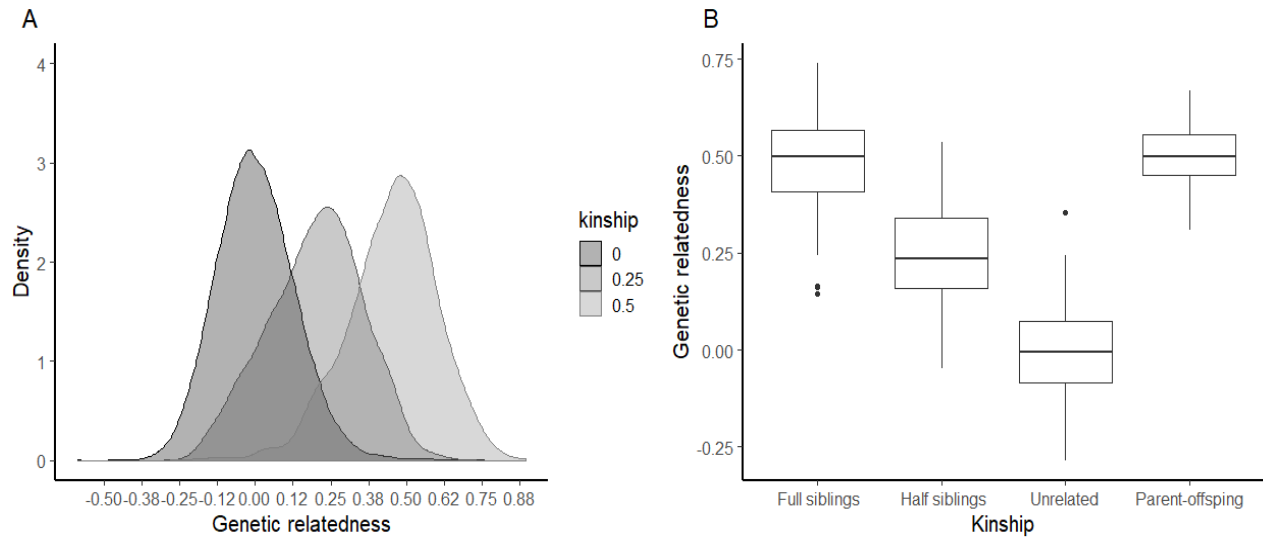 A
4
3
2
1
0
Density
-0.50 -0.38 -0.25 -0.12 0.00 0.12 0.25 0.38 0.50 0.62 0.75 0.88
Genetic relatedness
kinship
0
0.25
0.5
B
0.75
0.50
0.25
0.00
-0.25
Genetic relatedness
Full siblings Half siblings Unrelated Parent-offsping
Kinship